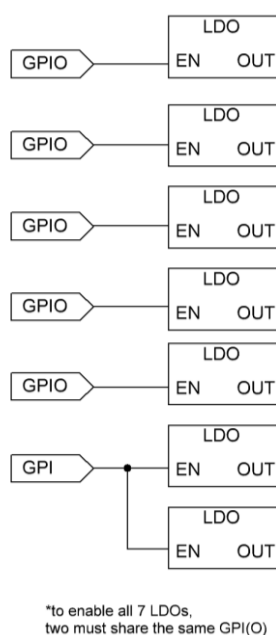 LDO
GPIO EN OUT
LDO
GPIO EN OUT
LDO
GPIO EN OUT
LDO
GPIO EN OUT
LDO
GPIO EN OUT
LDO
GPI EN OUT
LDO
EN OUT
*to enable all 7 LDOs,
two must share the same GPI(O)